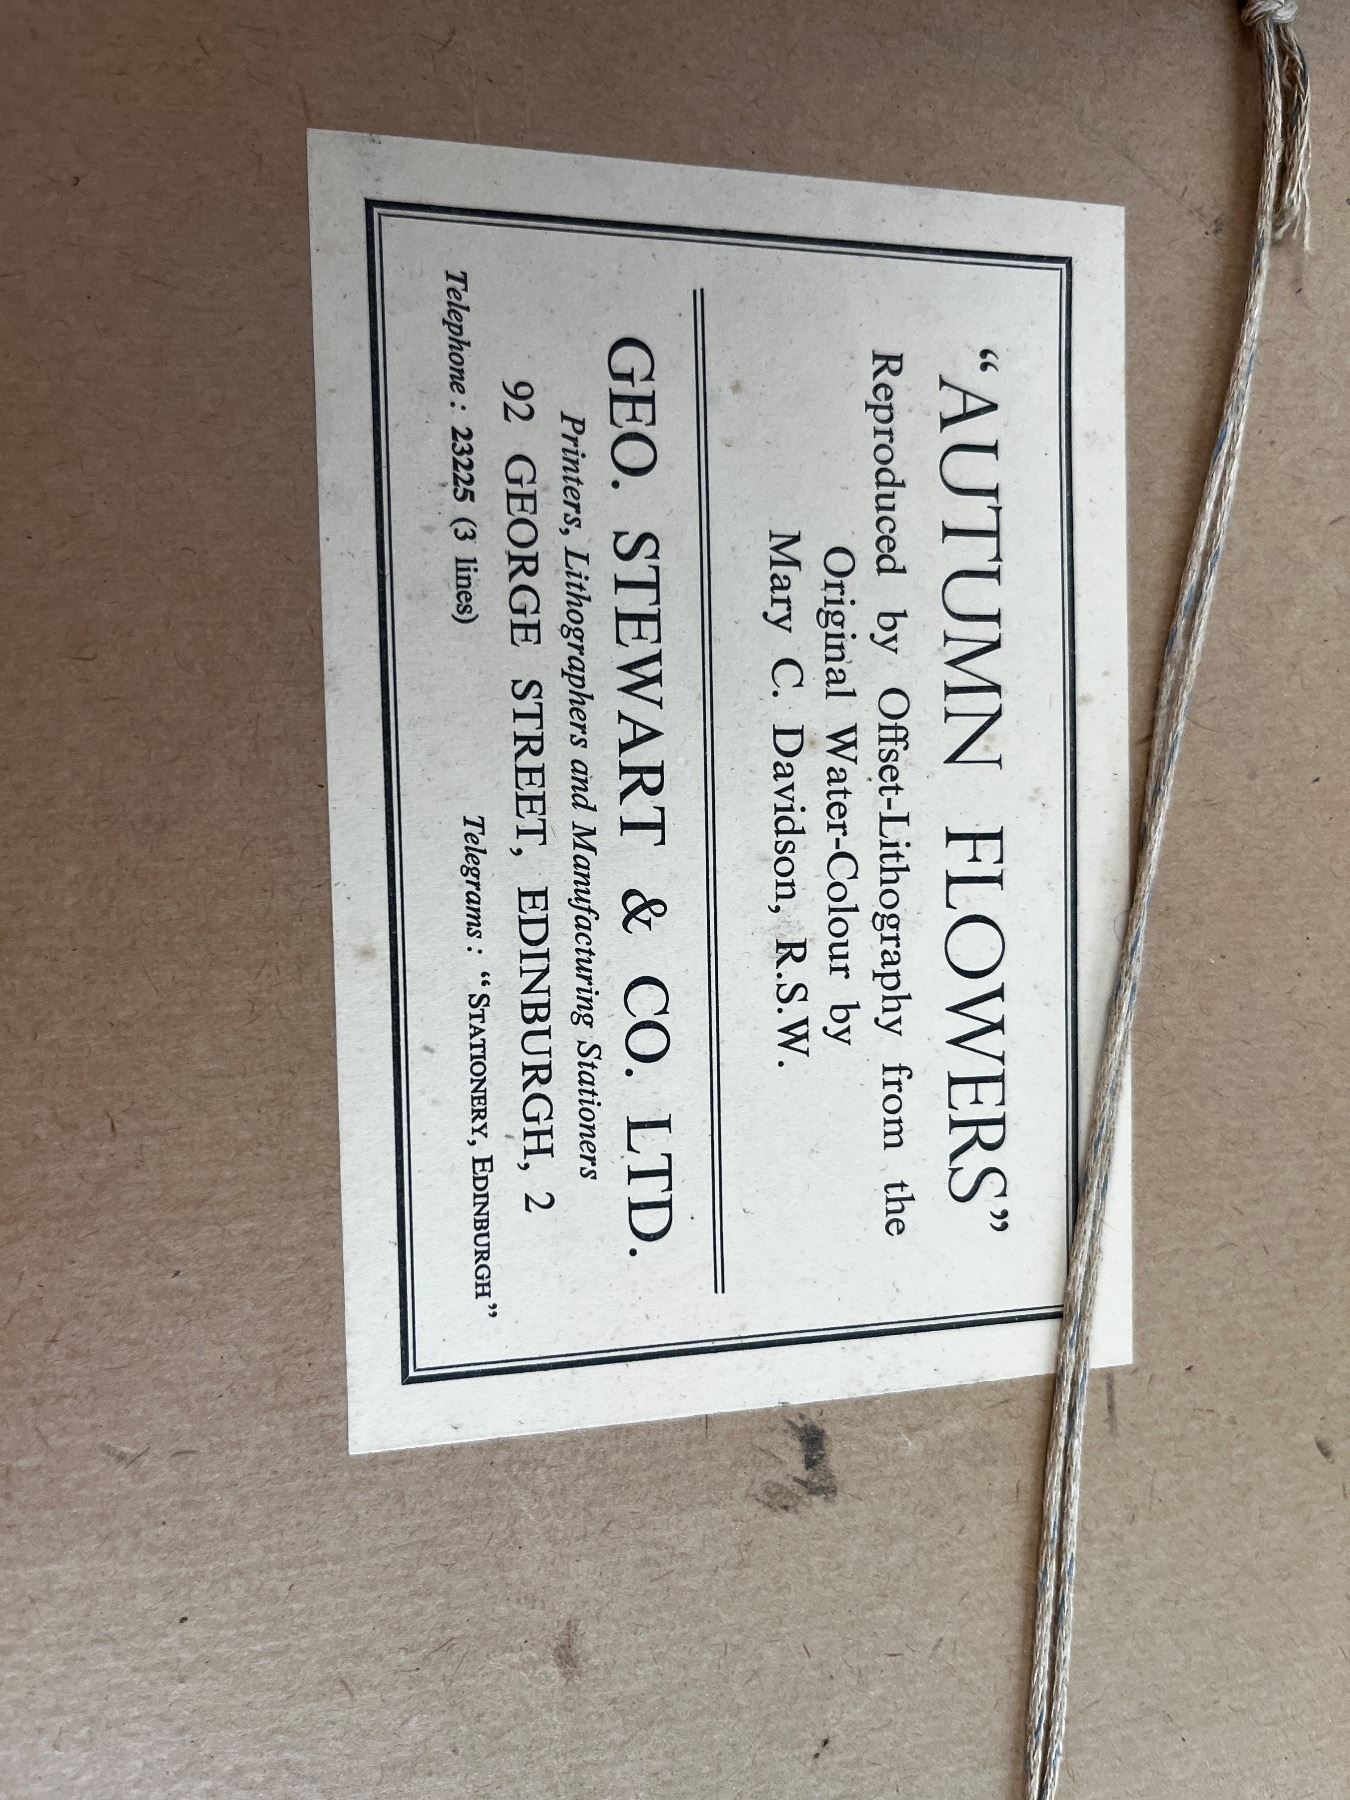 “AUTUMN FLOWERS”
Reproduced by Offset-Lithography from the
Original Water-Colour by
Mary C. Davidson, R.S.W.
GEO. STEWART & CO. LTD.
Printers, Lithographers and Manufacturing Stationers
92 GEORGE STREET, EDINBURGH, 2
Telephone : 23225 (3 lines) Telegrams : “STATIONERY, EDINBURGH”